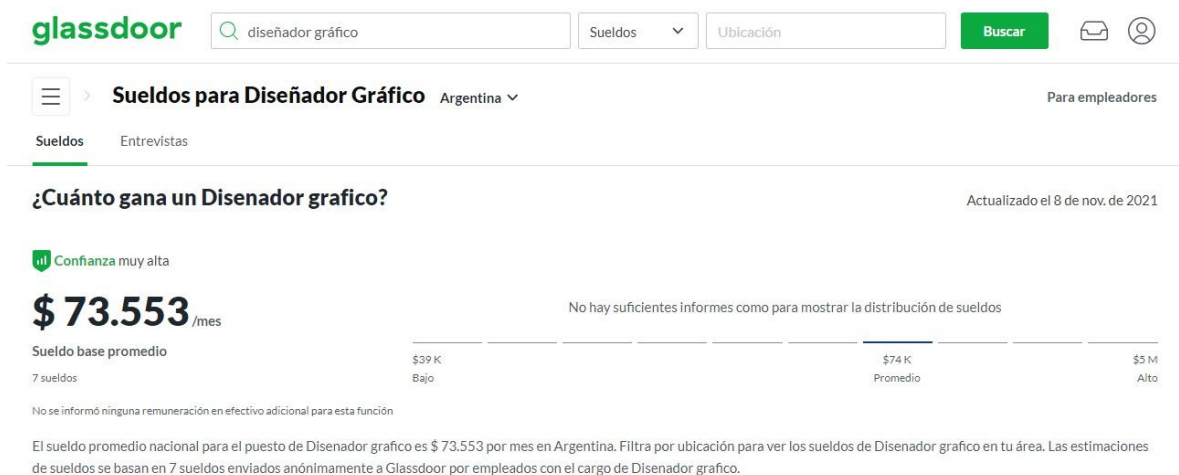 glassdoor
diseñador gráfico
Sueldos
Ubicación
Buscar
Sueldos para Diseñador Gráfico
Argentina
Para empleadores
Sueldos
Entrevistas
¿Cuánto gana un Disenador grafico?
Actualizado el 8 de nov. de 2021
Confianza muy alta
$ 73.553 /mes
Sueldo base promedio
7 sueldos
No hay suficientes informes como para mostrar la distribución de sueldos
$39 K
Bajo
$74 K
Promedio
$5 M
Alto
No se informó ninguna remuneración en efectivo adicional para esta función
El sueldo promedio nacional para el puesto de Disenador grafico es $ 73.553 por mes en Argentina. Filtra por ubicación para ver los sueldos de Disenador grafico en tu área. Las estimaciones
de sueldos se basan en 7 sueldos enviados anónimamente a Glassdoor por empleados con el cargo de Disenador grafico.